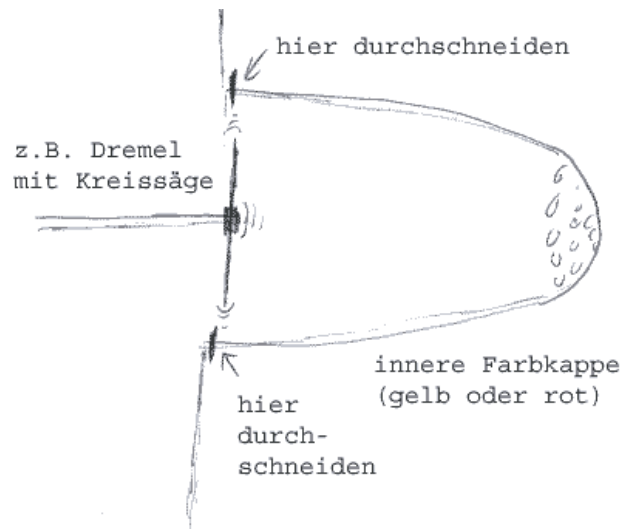 hier durchschneiden
z.B. Dremel
mit Kreissäge
innere Farbkappe
(gelb oder rot)
hier
durch-
schneiden